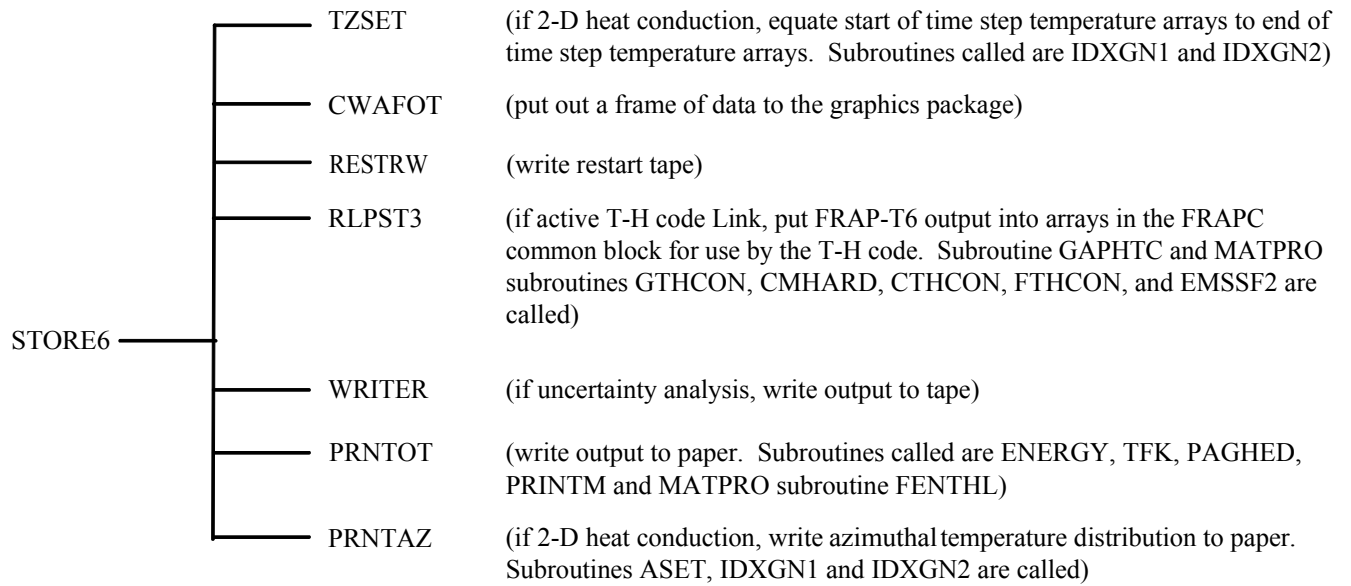 TZSET (if 2-D heat conduction, equate start of time step temperature arrays to end of
time step temperature arrays. Subroutines called are IDXGN1 and IDXGN2)
CWAFOT (put out a frame of data to the graphics package)
RESTRW (write restart tape)
RLPST3 (if active T-H code Link, put FRAP-T6 output into arrays in the FRAPC
common block for use by the T-H code. Subroutine GAPHTC and MATPRO
subroutines GTHCON, CMHARD, CTHCON, FTHCON, and EMSSF2 are
called)
STORE6
WRITER (if uncertainty analysis, write output to tape)
PRNTOT (write output to paper. Subroutines called are ENERGY, TFK, PAGHED,
PRINTM and MATPRO subroutine FENTHL)
PRNTAZ (if 2-D heat conduction, write azimuthal temperature distribution to paper.
Subroutines ASET, IDXGN1 and IDXGN2 are called)